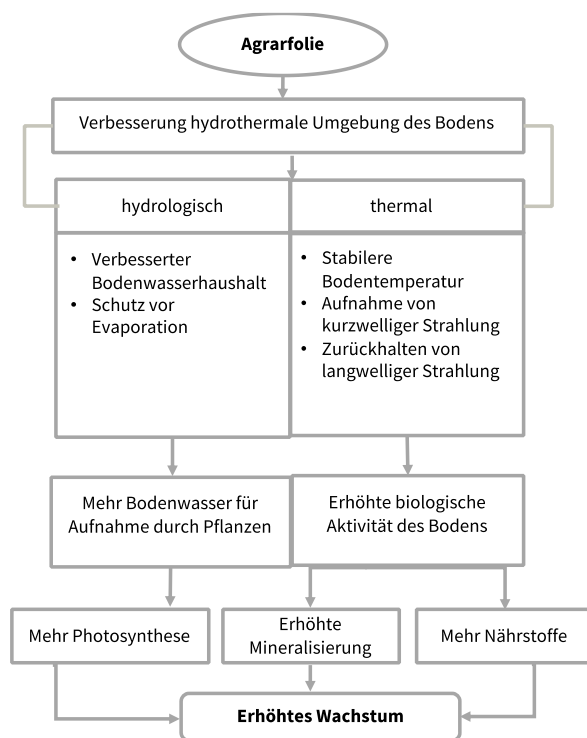 Agrarfolie
Verbesserung hydrothermale Umgebung des Bodens
hydrologisch
thermal
• Verbesserter
Bodenwasserhaushalt
• Schutz vor
Evaporation
• Stabilere
Bodentemperatur
• Aufnahme von
kurzwelliger Strahlung
• Zurückhalten von
langwelliger Strahlung
Mehr Bodenwasser für
Aufnahme durch Pflanzen
Erhöhte biologische
Aktivität des Bodens
Mehr Photosynthese
Erhöhte
Mineralisierung
Mehr Nährstoffe
Erhöhtes Wachstum